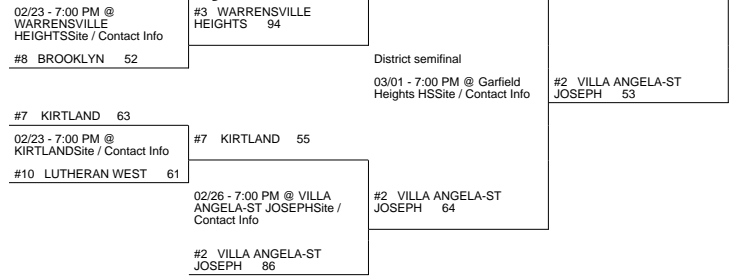 02/23 - 7:00 PM @
WARRENSVILLE
HEIGHTSSite / Contact Info
#3 WARRENSVILLE
HEIGHTS 94
#8 BROOKLYN 52
District semifinal
03/01 - 7:00 PM @ Garfield
Heights HSSite / Contact Info
#2 VILLA ANGELA-ST
JOSEPH 53
#7 KIRTLAND 63
02/23 - 7:00 PM @
KIRTLANDSite / Contact Info
#7 KIRTLAND 55
#10 LUTHERAN WEST 61
02/26 - 7:00 PM @ VILLA
ANGELA-ST JOSEPHSite /
Contact Info
#2 VILLA ANGELA-ST
JOSEPH 64
#2 VILLA ANGELA-ST
JOSEPH 86